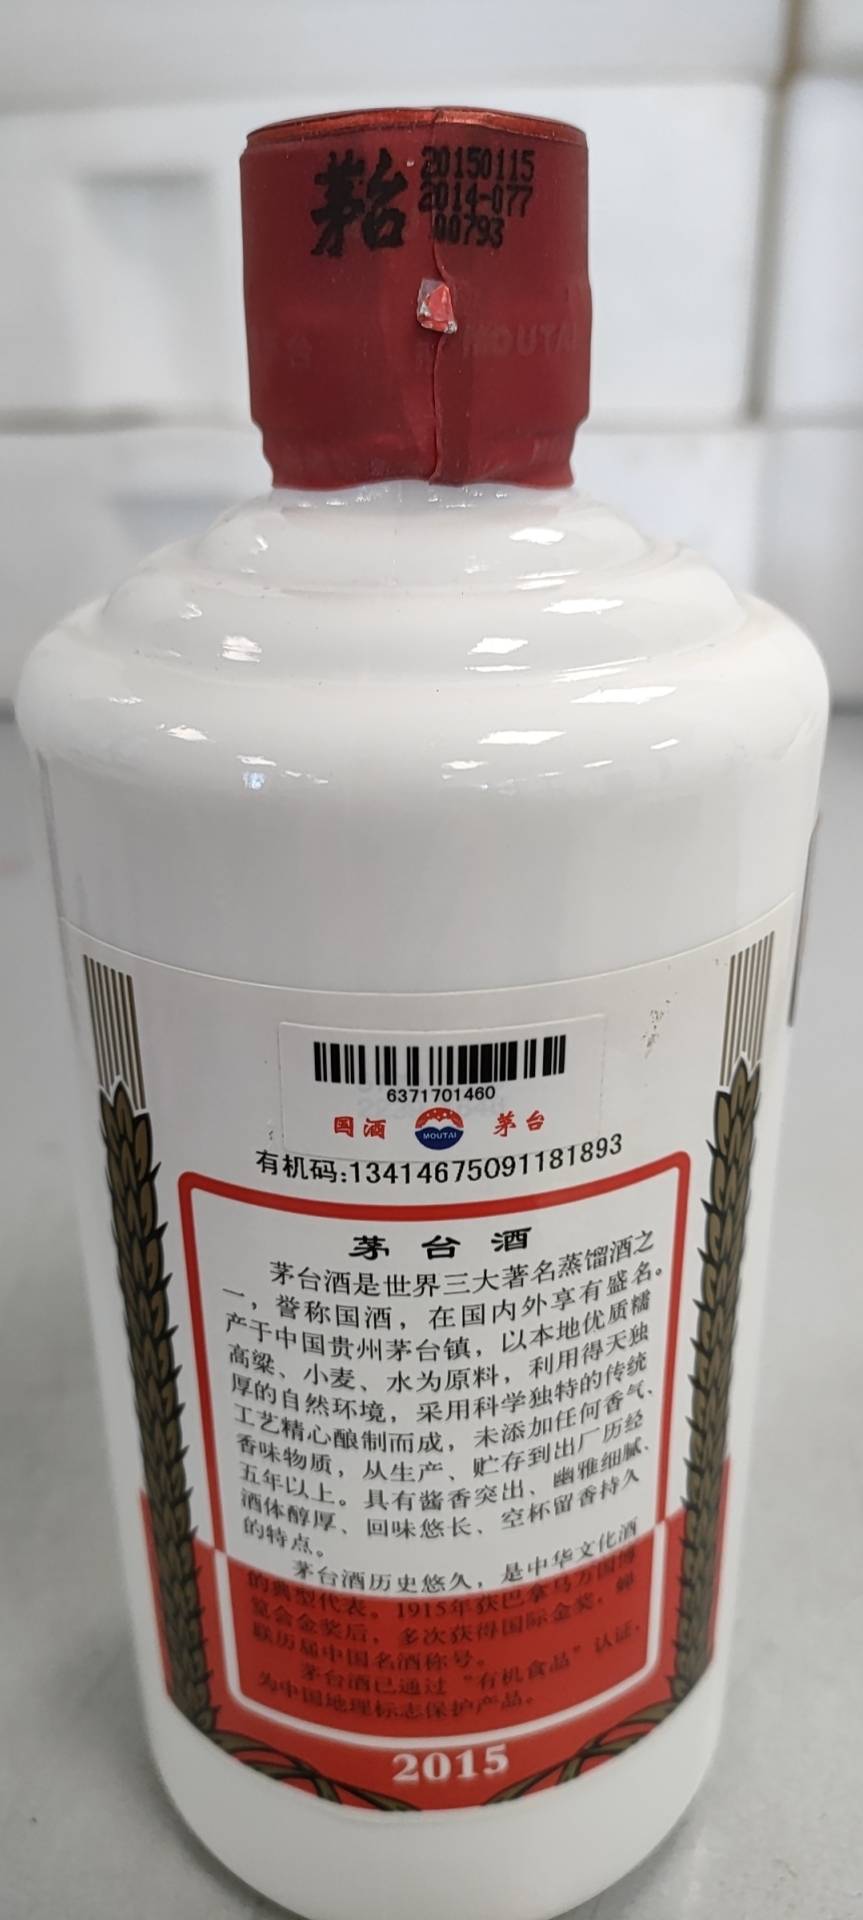 茅台
20150115
2014-077
00793
MOUTAI
6371701460
国酒 MOUTAI 茅台
有机码:13414675091181893
茅台酒
茅台酒是世界三大著名蒸馏酒之
一，誉称国酒，在国内外享有盛名。
产于中国贵州茅台镇，以本地优质糯
高粱、小麦、水为原料，利用得天独
厚的自然环境，采用科学独特的传统
工艺精心酿制而成，未添加任何香气、
香味物质，从生产、贮存到出厂历经
五年以上。具有酱香突出、幽雅细腻、
酒体醇厚、回味悠长、空杯留香持久
的特点。
茅台酒历史悠久，是中华文化酒
的典型代表。1915年获巴拿马万国博
览会金奖后，多次获得国际金奖，蝉
联历届中国名酒称号。
茅台酒已通过“有机食品”认证，
为中国地理标志保护产品。
2015